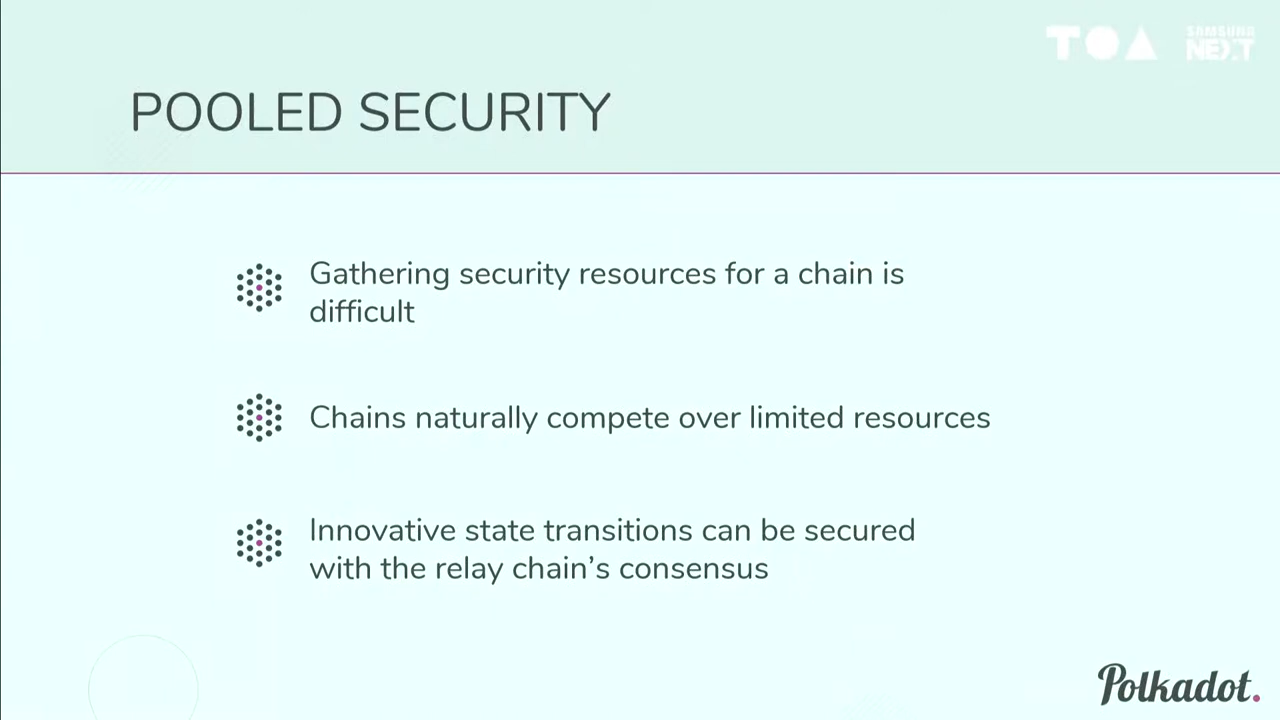 TOA
SAMSUNG
NEXT
POOLED SECURITY
Gathering security resources for a chain is
difficult
Chains naturally compete over limited resources
Innovative state transitions can be secured
with the relay chain’s consensus
Polkadot.